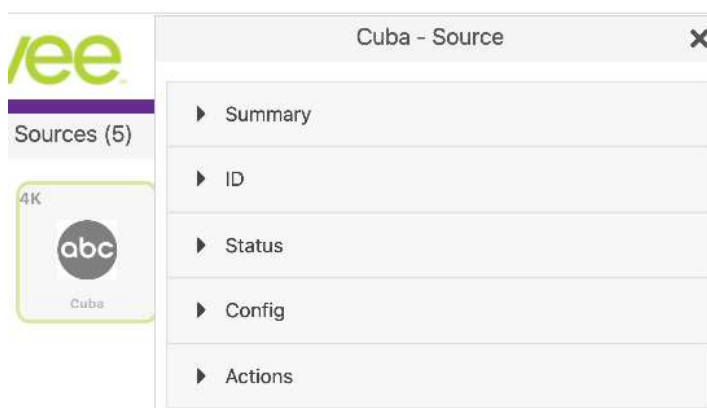 vee
Cuba - Source
Sources (5)
Summary
ID
Status
Config
Actions
4K
abc
Cuba